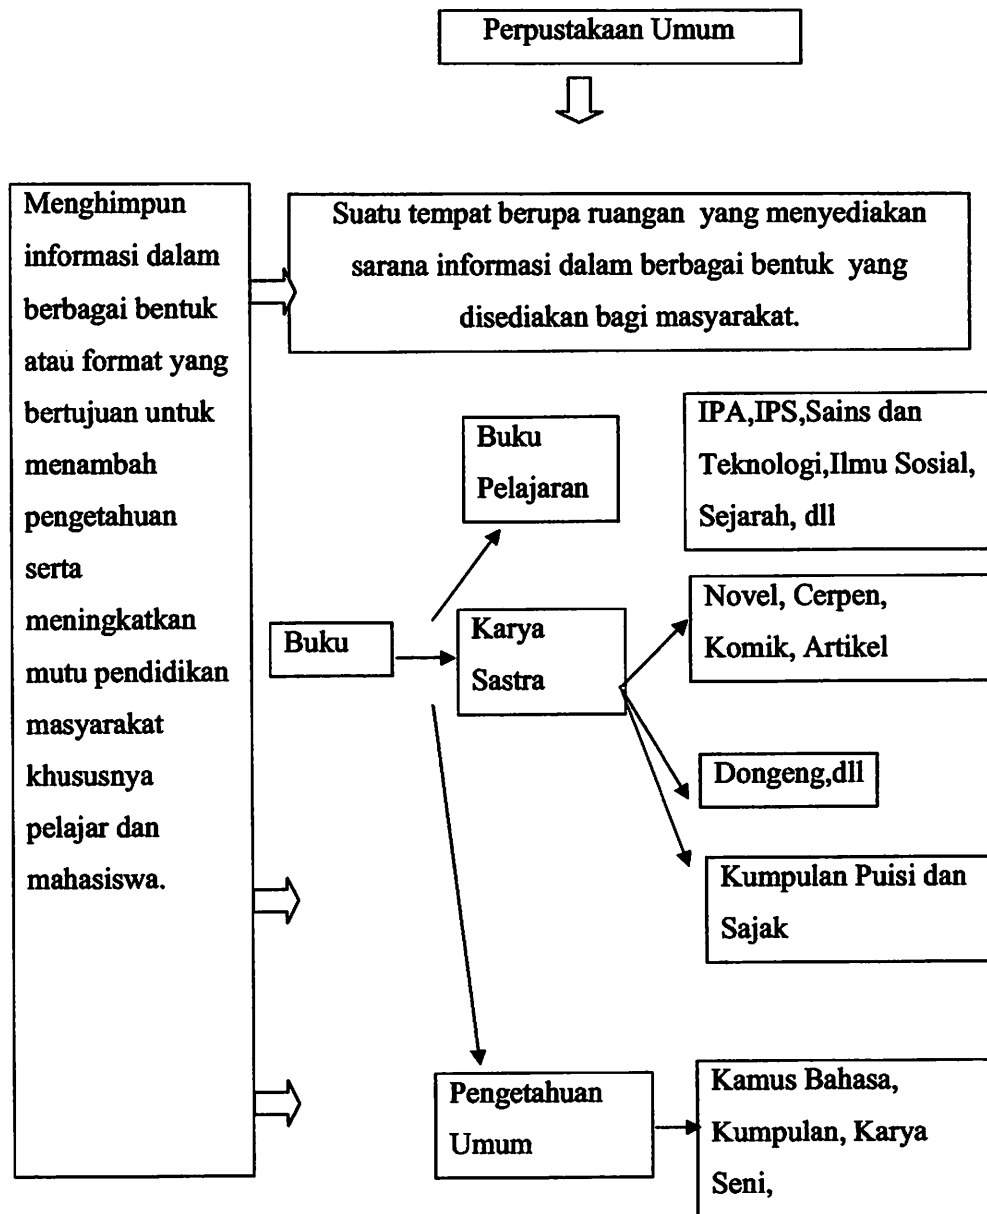 Perpustakaan Umum
Menghimpun
informasi dalam
berbagai bentuk
atau format yang
bertujuan untuk
menambah
pengetahuan
serta
meningkatkan
mutu pendidikan
masyarakat
khususnya
pelajar dan
mahasiswa.
Suatu tempat berupa ruangan yang menyediakan
sarana informasi dalam berbagai bentuk yang
disediakan bagi masyarakat.
Buku
Buku
Pelajaran
IPA,IPS,Sains dan
Teknologi,Ilmu Sosial,
Sejarah, dll
Karya
Sastra
Novel, Cerpen,
Komik, Artikel
Dongeng,dll
Kumpulan Puisi dan
Sajak
Pengetahuan
Umum
Kamus Bahasa,
Kumpulan, Karya
Seni,